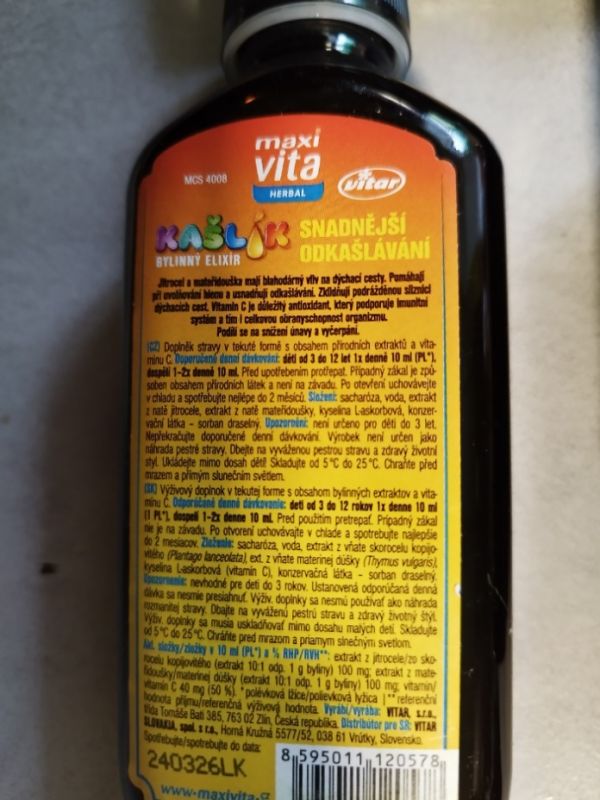 maxi
vita
HERBAL
MCS 4008
vitar
KAŠLÍK
BYLINNÝ ELIXÍR
SNADNĚJŠÍ
ODKAŠLÁVÁNÍ
Jitrocel a mateřídouška mají blahodárný vliv na dýchací cesty. Pomáhají
při uvolňování hlenu a usnadňují odkašlávání. Zklidňují podrážděnou sliznici
dýchacích cest. Vitamin C je důležitý antioxidant, který podporuje imunitní
systém a tím i celkovou obranyschopnost organizmu.
Podílí se na snížení únavy a vyčerpání.
(CZ) Doplněk stravy v tekuté formě s obsahem přírodních extraktů a vita-
mínu C. Doporučené denní dávkování: děti od 3 do 12 let 1x denně 10 ml (PL*),
dospělí 1-2x denně 10 ml. Před upotřebením protřepat. Případný zákal je způ-
soben obsahem přírodních látek a není na závadu. Po otevření uchovávejte
v chladu a spotřebujte nejlépe do 2 měsíců. Složení: sacharóza, voda, extrakt
z natě jitrocele, extrakt z natě mateřídoušky, kyselina L-askorbová, konzer-
vační látka - sorban draselný. Upozornění: není určeno pro děti do 3 let.
Nepřekračujte doporučené denní dávkování. Výrobek není určen jako
náhrada pestré stravy. Dbejte na vyváženou pestrou stravu a zdravý životní
styl. Ukládejte mimo dosah dětí! Skladujte od 5°C do 25°C. Chraňte před
mrazem a přímým slunečním světlem.
(SK) Výživový doplnok v tekutej forme s obsahom bylinných extraktov a vita-
mínu C. Odporúčané denné dávkovanie: deti od 3 do 12 rokov 1x denne 10 ml
(1 PL*), dospelí 1-2x denne 10 ml. Pred použitím pretrepať. Prípadný zákal
nie je na závadu. Po otvorení uchovávajte v chlade a spotrebujte najlepšie
do 2 mesiacov. Zloženie: sacharóza, voda, extrakt z vňate skorocelu kopijo-
vitého (Plantago lanceolata), ext. z vňate materinej dúšky (Thymus vulgaris),
kyselina L-askorbová (vitamín C), konzervačná látka - sorban draselný.
Upozornenie: nevhodné pre deti do 3 rokov. Ustanovená odporúčaná denná
dávka sa nesmie presiahnuť. Výživ. doplnky sa nesmú používať ako náhrada
rozmanitej stravy. Dbajte na vyváženú pestrú stravu a zdravý životný štýl.
Výživ. doplnky sa musia uskladňovať mimo dosahu malých detí. Skladujte
od 5°C do 25°C. Chráňte pred mrazom a priamym slnečným svetlom.
Akt. složky/zložky v 10 ml (PL*) a % RHP/RVH**: extrakt z jitrocele/zo sko-
rocelu kopijovitého (extrakt 10:1 odp. 1 g byliny) 100 mg; extrakt z mate-
řídoušky/materinej dúšky (extrakt 10:1 odp. 1 g byliny) 100 mg; vitamin/
vitamín C 40 mg (50 %). *polévková lžíce/polievková lyžica | **referenční
hodnota příjmu/referenčná výživová hodnota. Vyrábí/výrába: VITAR, s.r.o.,
třída Tomáše Bati 385, 763 02 Zlín, Česká republika. Distributor pre SR: VITAR
SLOVAKIA, spol. s r.o., Horná Kružná 5577/52, 038 61 Vrútky, Slovensko.
Spotřebujte/spotrebujte do data:
240326LK
8 595011 120578
www.maxivita.c